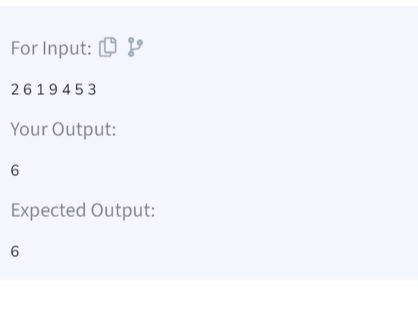 For Input:
2 6 1 9 4 5 3
Your Output:
6
Expected Output:
6